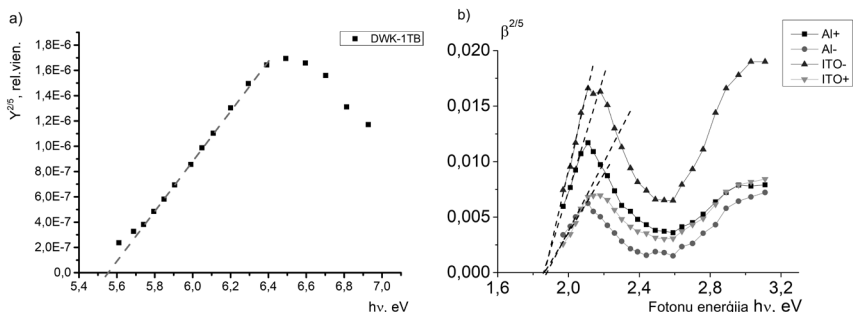 a)
Y^2/5, rel.vien.
1,8E-6
1,6E-6
1,4E-6
1,2E-6
1,0E-6
8,0E-7
6,0E-7
4,0E-7
2,0E-7
0,0
5,4 5,6 5,8 6,0 6,2 6,4 6,6 6,8 7,0
hν, eV
DWK-1TB
b)
β^2/5
0,020
0,015
0,010
0,005
0,000
2,0 2,4 2,8 3,2
Fotonu enerģija hν, eV
Al+
Al-
ITO-
ITO+